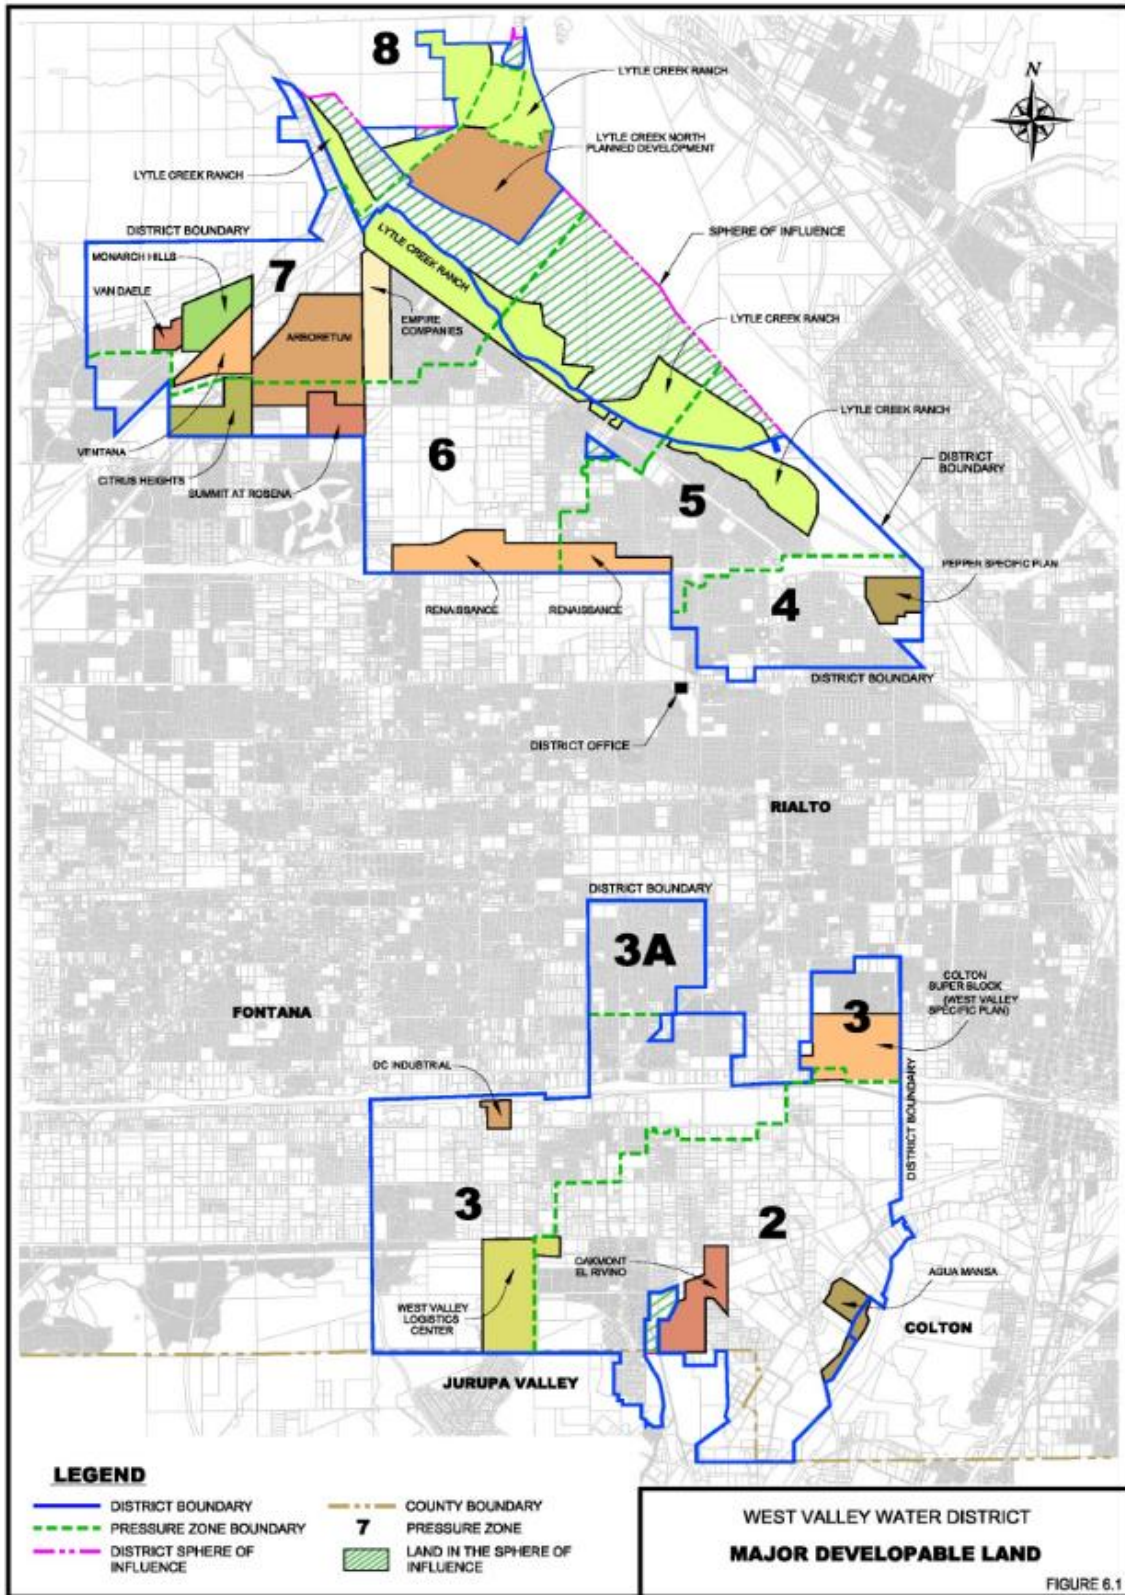 8
LYTLE CREEK RANCH
N
LYTLE CREEK NORTH
PLANNED DEVELOPMENT
LYTLE CREEK RANCH
DISTRICT BOUNDARY
LYTLE CREEK RANCH
SPHERE OF INFLUENCE
MONARCH HILLS
7
VAN DAELE
EMPIRE
COMPANIES
LYTLE CREEK RANCH
ARBORETUM
LYTLE CREEK RANCH
VENTANA
6
DISTRICT
BOUNDARY
CITRUS HEIGHTS
SUMMIT AT ROSENA
5
PEPPER SPECIFIC PLAN
RENAISSANCE
RENAISSANCE
4
DISTRICT BOUNDARY
DISTRICT OFFICE
RIALTO
DISTRICT BOUNDARY
3A
COLTON
SUPER BLOCK
(WEST VALLEY
SPECIFIC PLAN)
FONTANA
3
DC INDUSTRIAL
DISTRICT BOUNDARY
3
2
OAKMONT
EL RIVINO
AGUA MANSA
WEST VALLEY
LOGISTICS
CENTER
COLTON
JURUPA VALLEY
LEGEND
DISTRICT BOUNDARY
PRESSURE ZONE BOUNDARY
DISTRICT SPHERE OF
INFLUENCE
COUNTY BOUNDARY
7 PRESSURE ZONE
LAND IN THE SPHERE OF
INFLUENCE
WEST VALLEY WATER DISTRICT
MAJOR DEVELOPABLE LAND
FIGURE 6.1